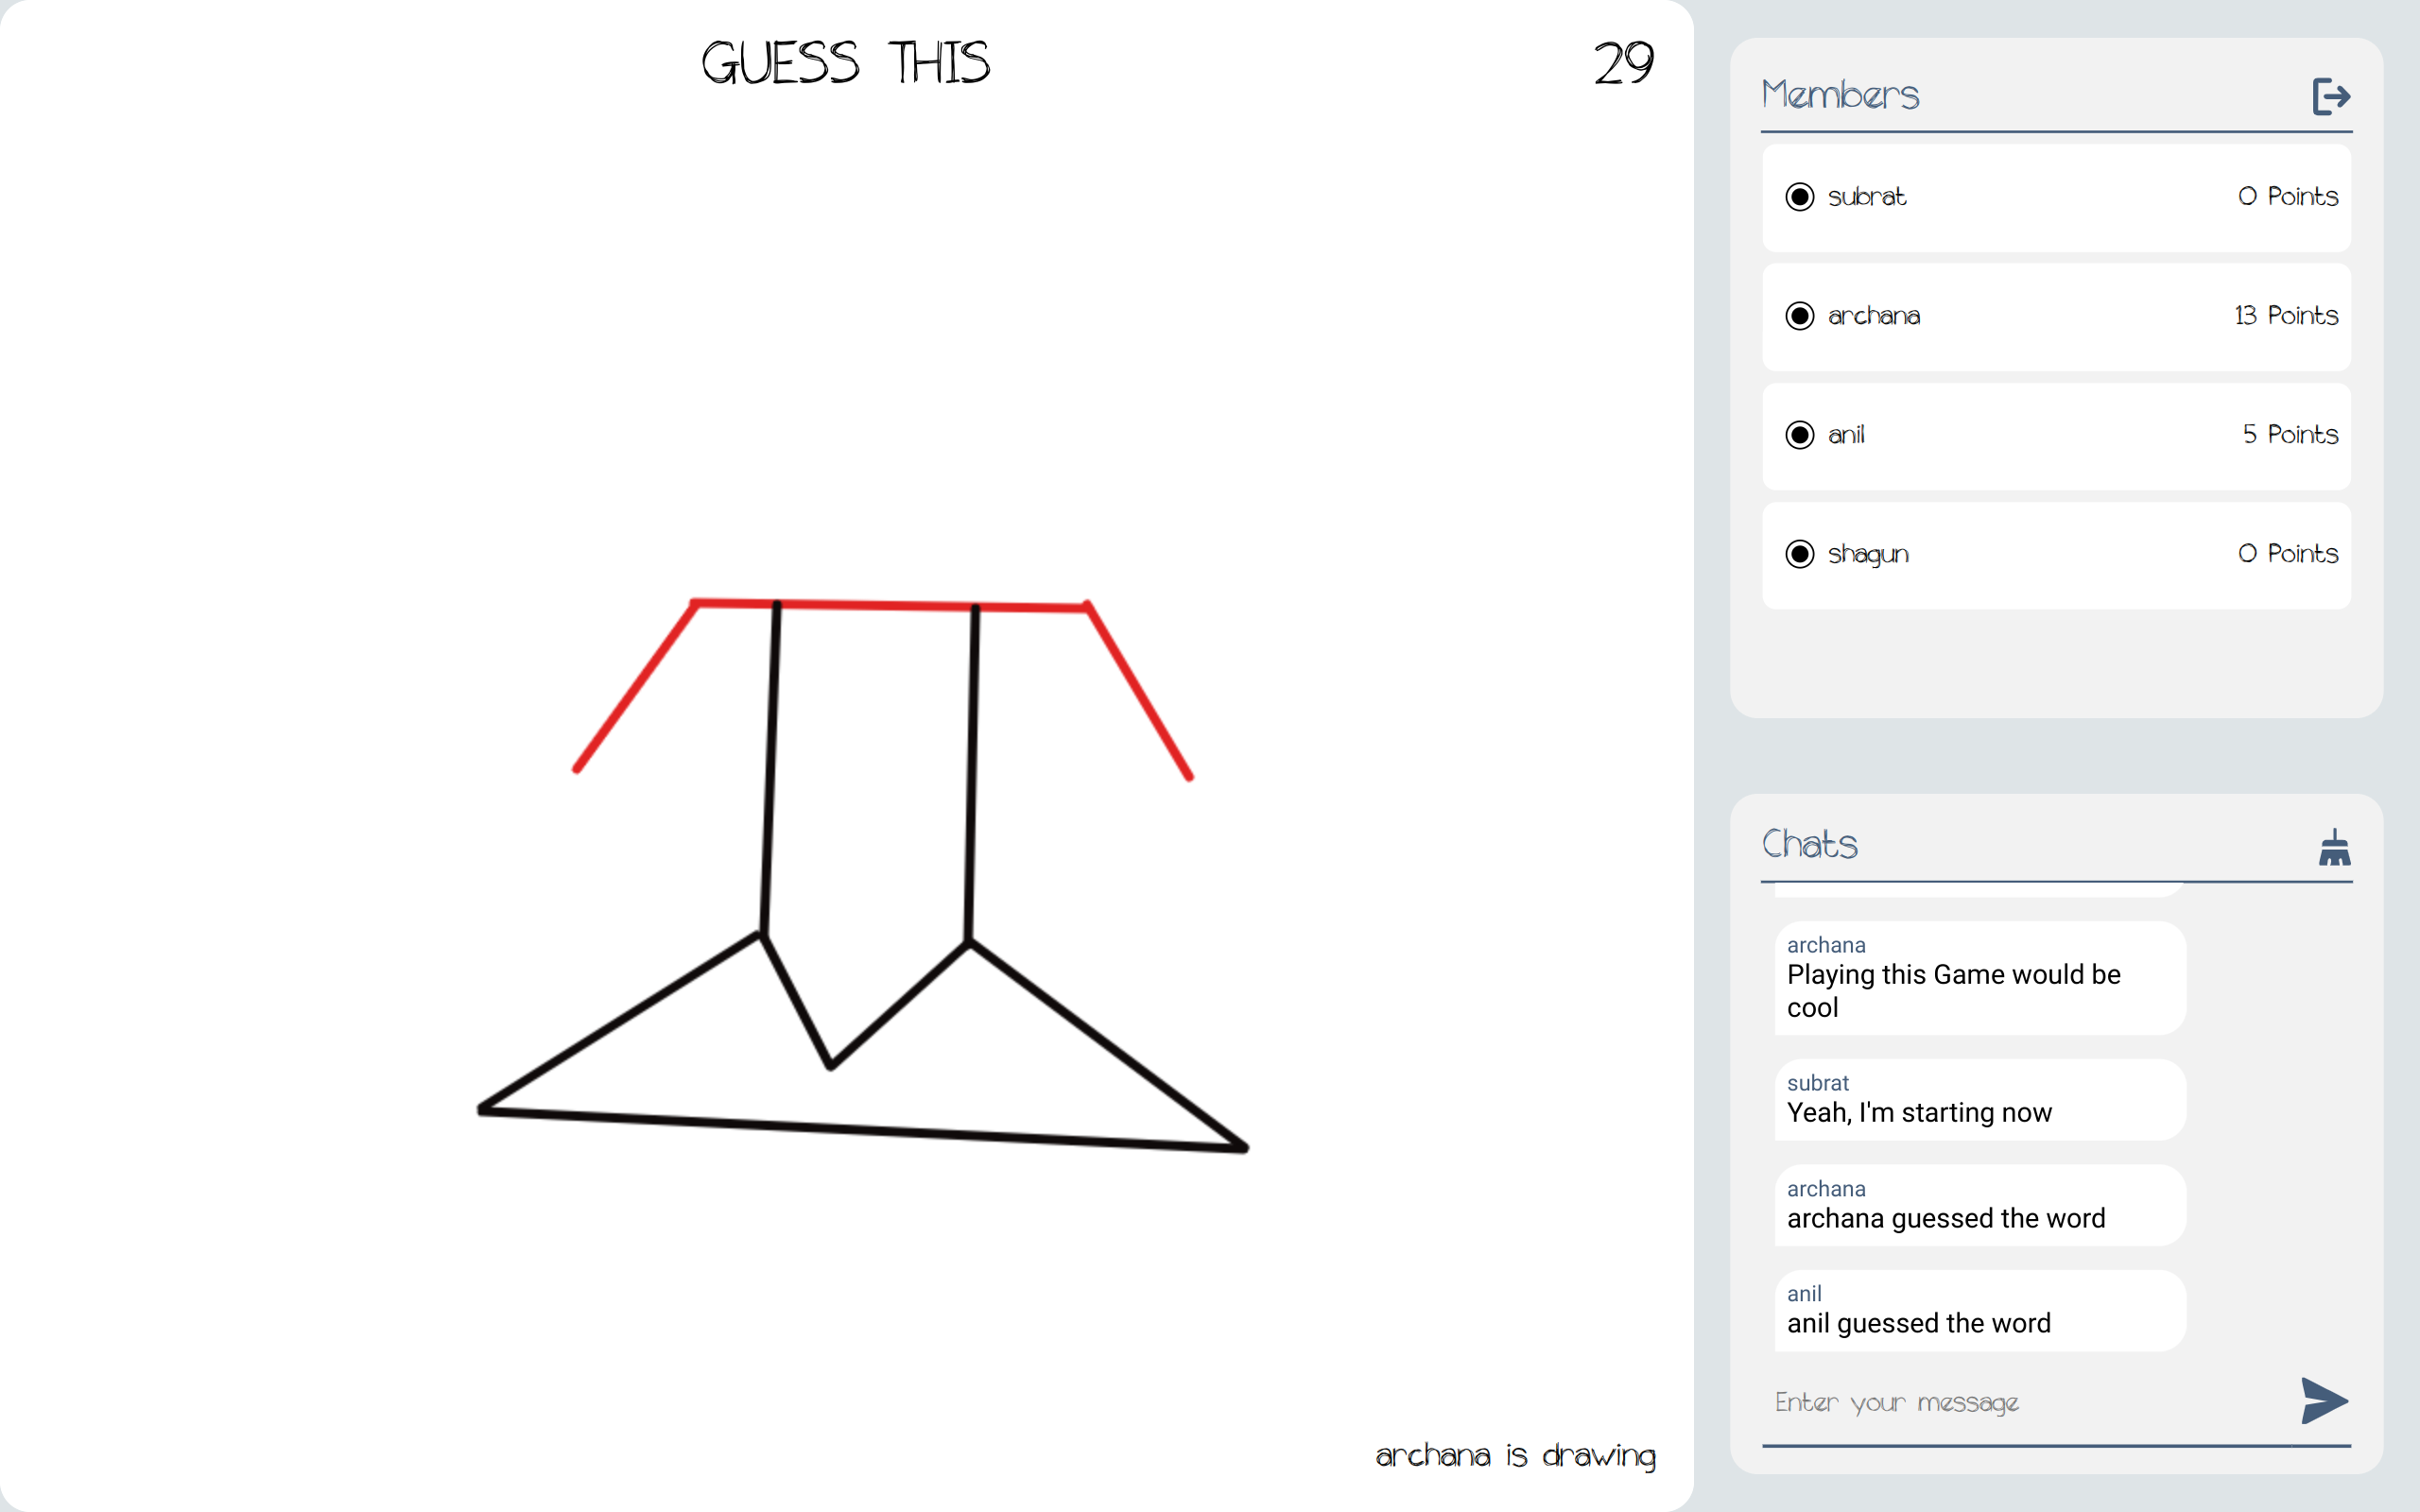 GUESS THIS
29
archana is drawing
Members
subrat 0 Points
archana 13 Points
anil 5 Points
shagun 0 Points
Chats
archana
Playing this Game would be
cool
subrat
Yeah, I'm starting now
archana
archana guessed the word
anil
anil guessed the word
Enter your message